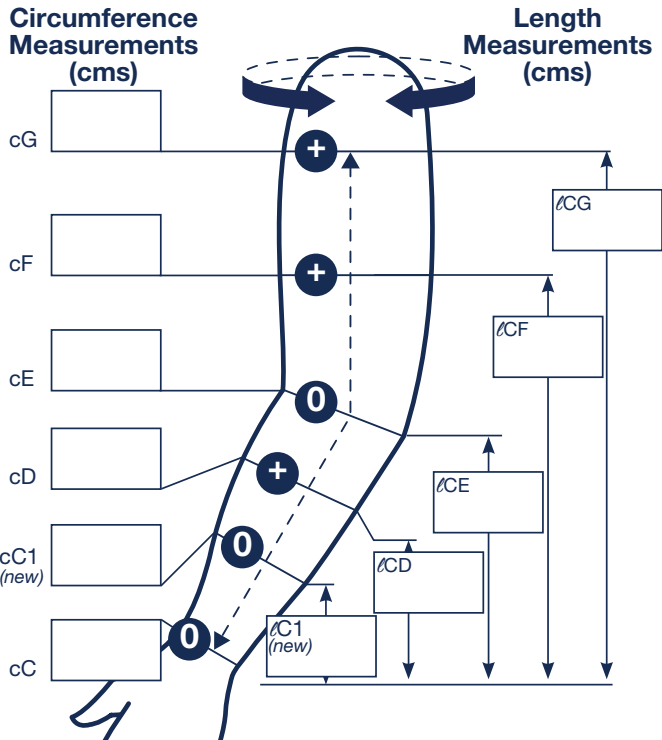 Circumference
Measurements
(cms)
Length
Measurements
(cms)
cG
+
ℓCG
cF
+
ℓCF
cE
0
cD
+
ℓCE
cC1
(new)
0
ℓCD
cC
0
ℓC1
(new)